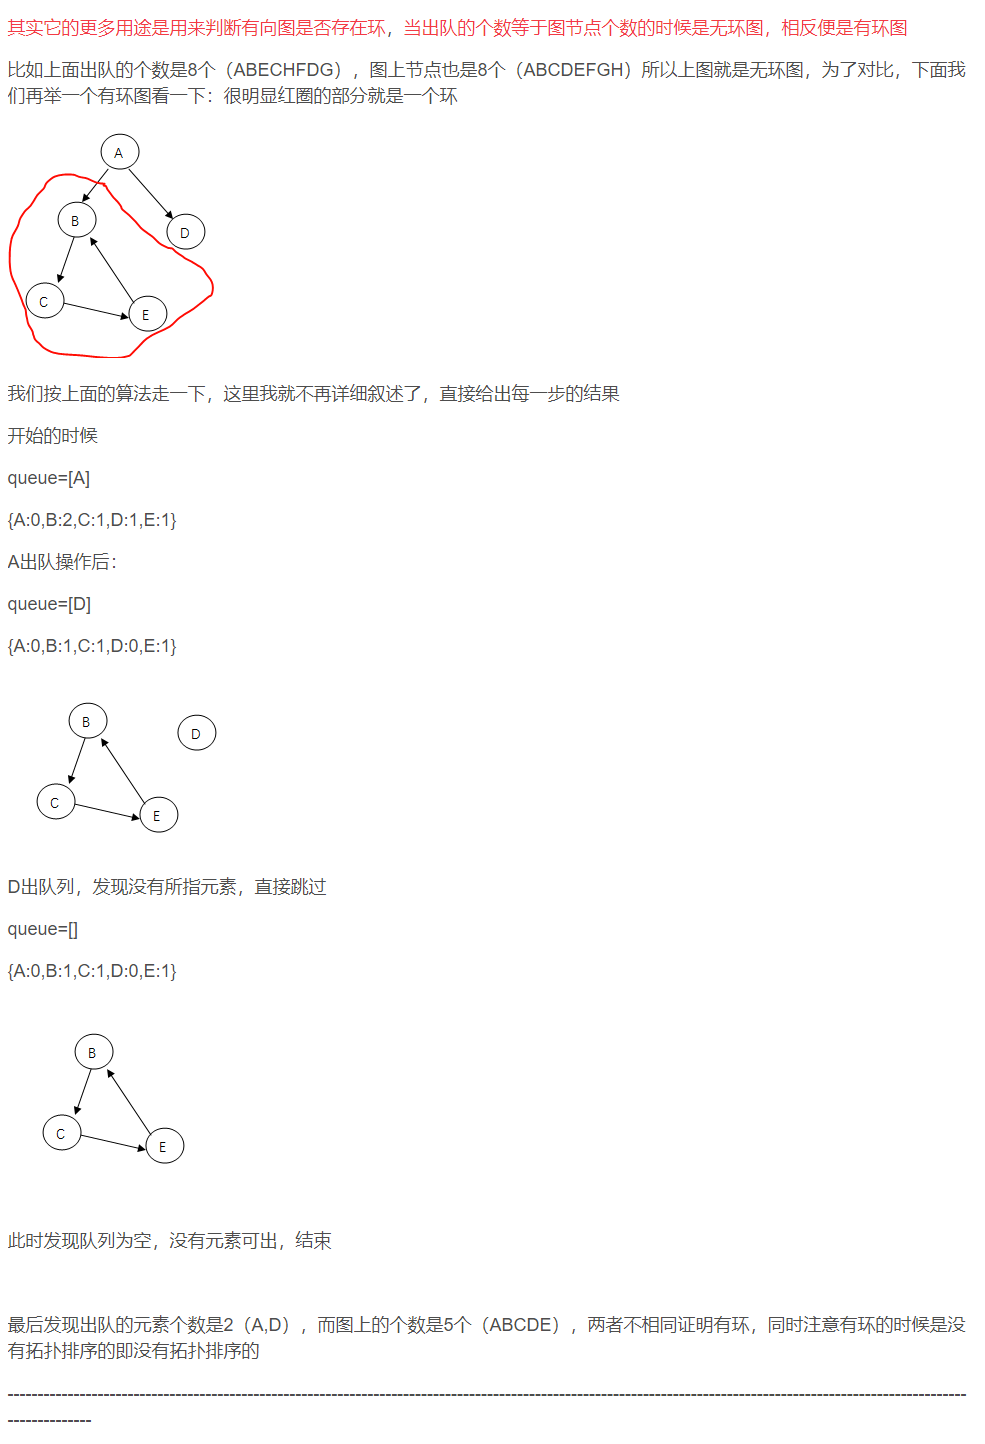 其实它的更多用途是用来判断有向图是否存在环，当出队的个数等于图节点个数的时候是无环图，相反便是有环图
比如上面出队的个数是8个（ABECHFDG），图上节点也是8个（ABCDEFGH）所以上图就是无环图，为了对比，下面我
们再举一个有环图看一下：很明显红圈的部分就是一个环
A
B
D
C
E
我们按上面的算法走一下，这里我就不再详细叙述了，直接给出每一步的结果
开始的时候
queue=[A]
{A:0,B:2,C:1,D:1,E:1}
A出队操作后：
queue=[D]
{A:0,B:1,C:1,D:0,E:1}
B
D
C
E
D出队列，发现没有所指元素，直接跳过
queue=[]
{A:0,B:1,C:1,D:0,E:1}
B
C
E
此时发现队列为空，没有元素可出，结束
最后发现出队的元素个数是2（A,D），而图上的个数是5个（ABCDE），两者不相同证明有环，同时注意有环的时候是没
有拓扑排序的即没有拓扑排序的